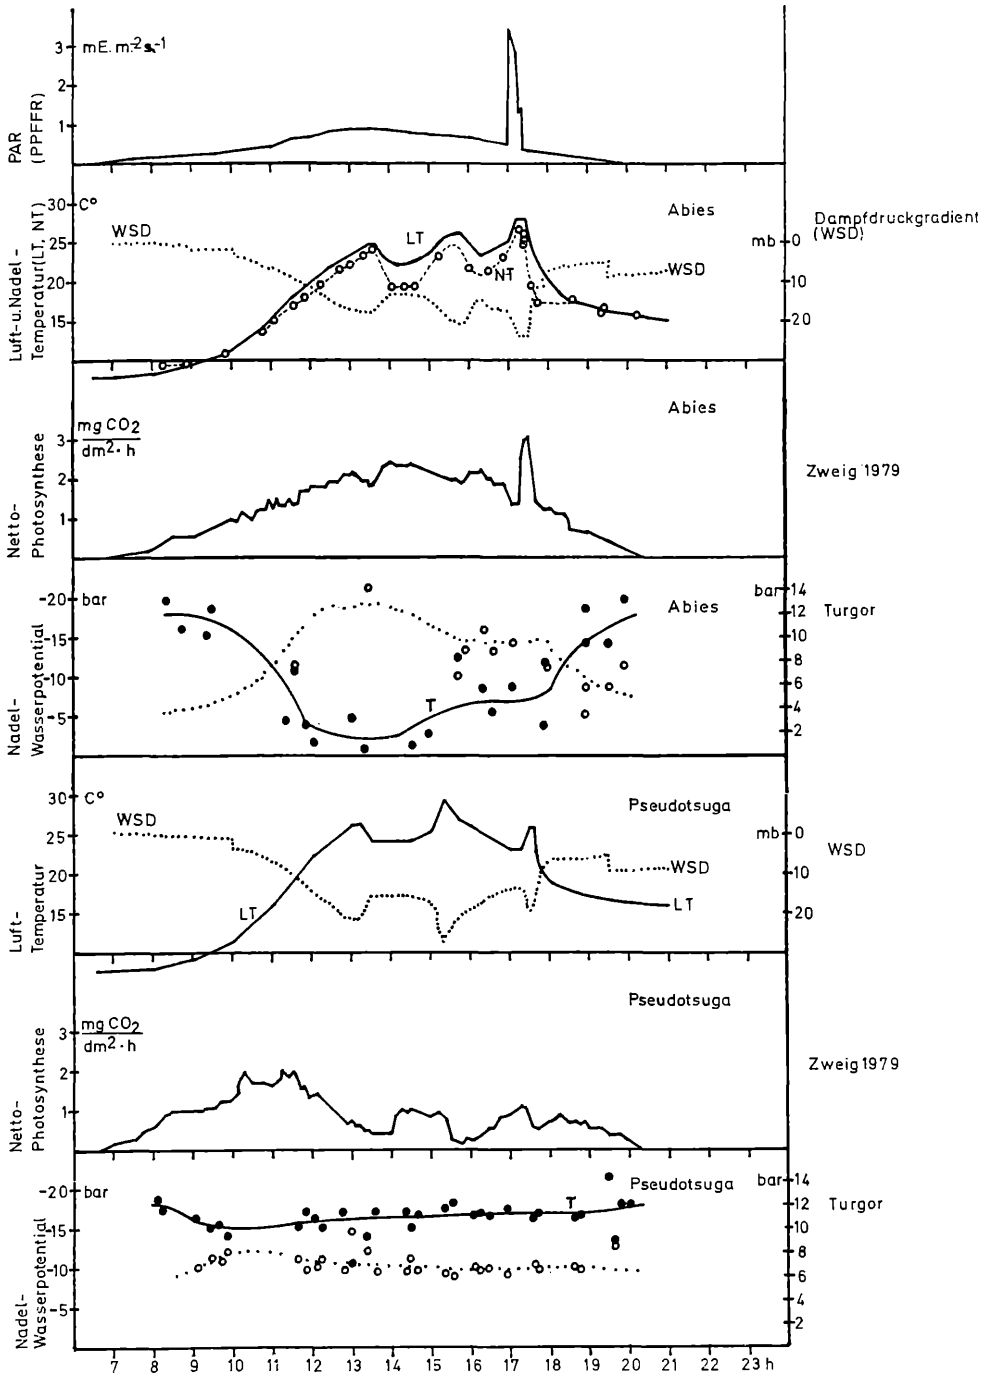 mE. m.-2s.-1
3
2
1
PAR
(PPFFR)
30 C°
25
20
15
Luft-u.Nadel-
Temperatur(LT, NT)
WSD
LT
NT
Abies
WSD
mb 0
10
20
Dampfdruckgradient
(WSD)
mg CO2
dm2 · h
3
2
1
Netto-
Photosynthese
Abies
Zweig 1979
-20 bar
-15
-10
-5
Nadel-
Wasserpotential
T
Abies
bar 14
12
10
8
6
4
2
Turgor
30 C°
25
20
15
Luft-
Temperatur
WSD
LT
Pseudotsuga
WSD
LT
mb 0
10
20
WSD
mg CO2
dm2 · h
3
2
1
Netto-
Photosynthese
Pseudotsuga
Zweig 1979
-20 bar
-15
-10
-5
Nadel-
Wasserpotential
T
Pseudotsuga
bar 14
12
10
8
6
4
2
Turgor
7 8 9 10 11 12 13 14 15 16 17 18 19 20 21 22 23 h